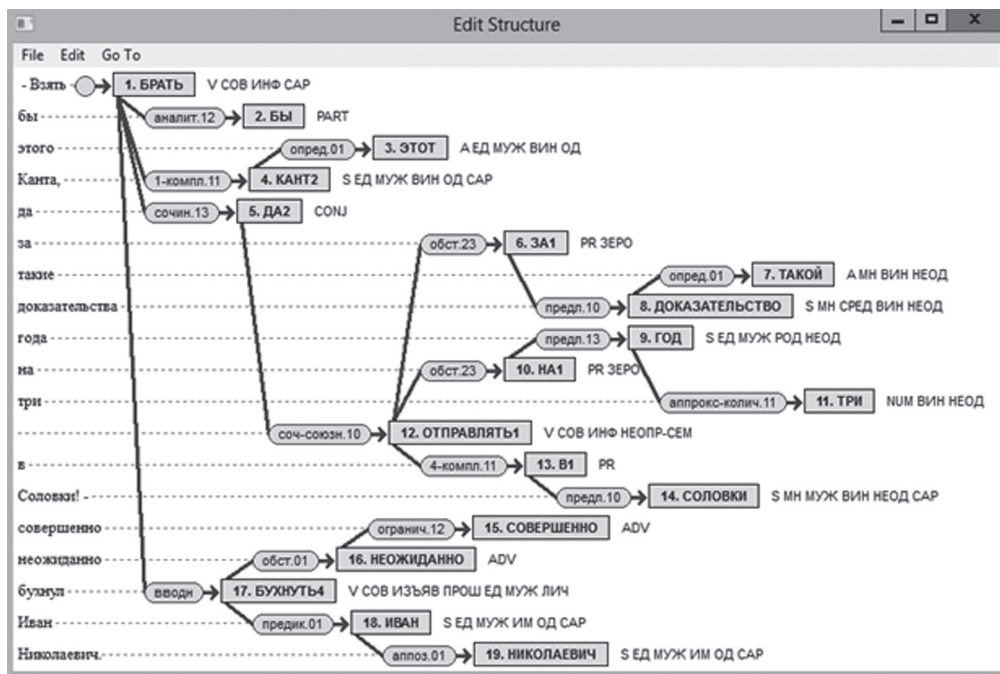 Edit Structure
File Edit Go To
- Взять 1. БРАТЬ V СОВ ИНФ САР
бы аналит.12 2. БЫ PART
этого опред.01 3. ЭТОТ A ЕД МУЖ ВИН ОД
Канта, 1-компл.11 4. КАНТ2 S ЕД МУЖ ВИН ОД САР
да сочин.13 5. ДА2 CONJ
за обст.23 6. ЗА1 PR ЗЕРО
такие опред.01 7. ТАКОЙ A МН ВИН НЕОД
доказательства предл.10 8. ДОКАЗАТЕЛЬСТВО S МН СРЕД ВИН НЕОД
года предл.13 9. ГОД S ЕД МУЖ РОД НЕОД
на обст.23 10. НА1 PR ЗЕРО
три аппрокс-колич.11 11. ТРИ NUM ВИН НЕОД
соч-союзн.10 12. ОТПРАВЛЯТЬ1 V СОВ ИНФ НЕОПР-СЕМ
в 4-компл.11 13. В1 PR
Соловки! - предл.10 14. СОЛОВКИ S МН МУЖ ВИН НЕОД САР
совершенно огранич.12 15. СОВЕРШЕННО ADV
неожиданно обст.01 16. НЕОЖИДАННО ADV
бухнул вводн 17. БУХНУТЬ4 V СОВ ИЗЪЯВ ПРОШ ЕД МУЖ ЛИЧ
Иван предик.01 18. ИВАН S ЕД МУЖ ИМ ОД САР
Николаевич. аппоз.01 19. НИКОЛАЕВИЧ S ЕД МУЖ ИМ ОД САР